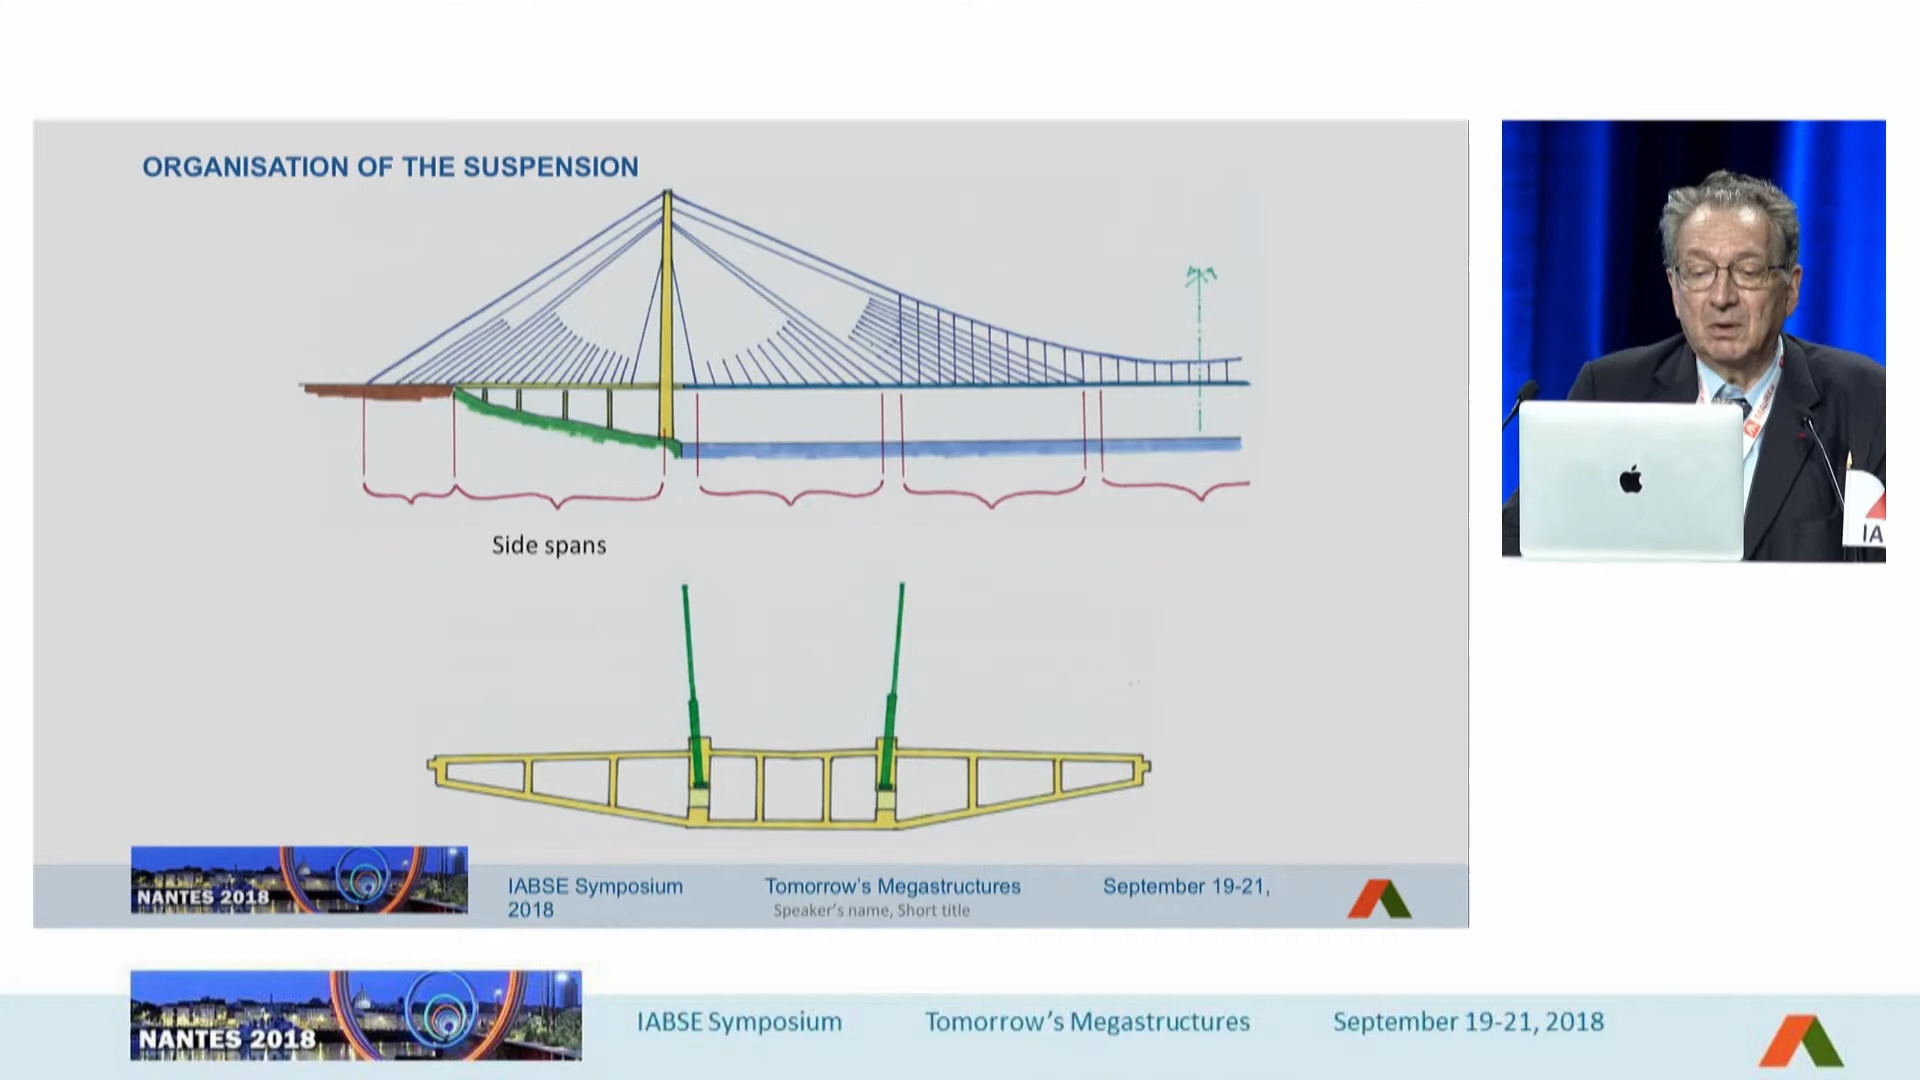 ORGANISATION OF THE SUSPENSION
Side spans
NANTES 2018
IABSE Symposium Tomorrow's Megastructures September 19-21,
2018 Speaker's name, Short title
IA
NANTES 2018
IABSE Symposium Tomorrow's Megastructures September 19-21, 2018